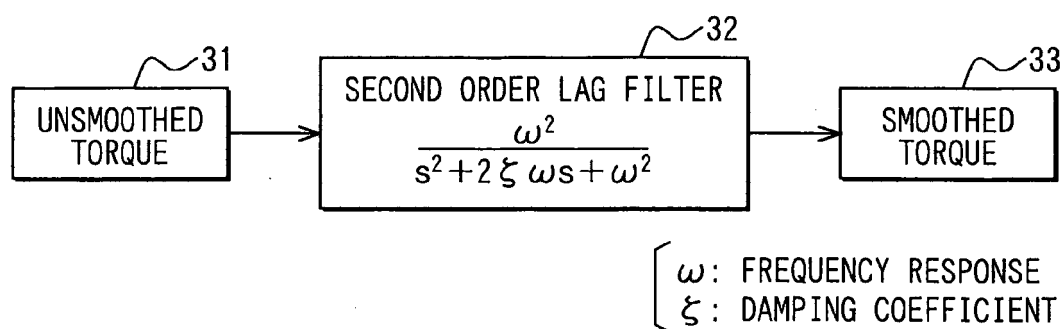 31
32
33
UNSMOOTHED
TORQUE
SECOND ORDER LAG FILTER
ω²
s²+2ζωs+ω²
SMOOTHED
TORQUE
ω: FREQUENCY RESPONSE
ζ: DAMPING COEFFICIENT